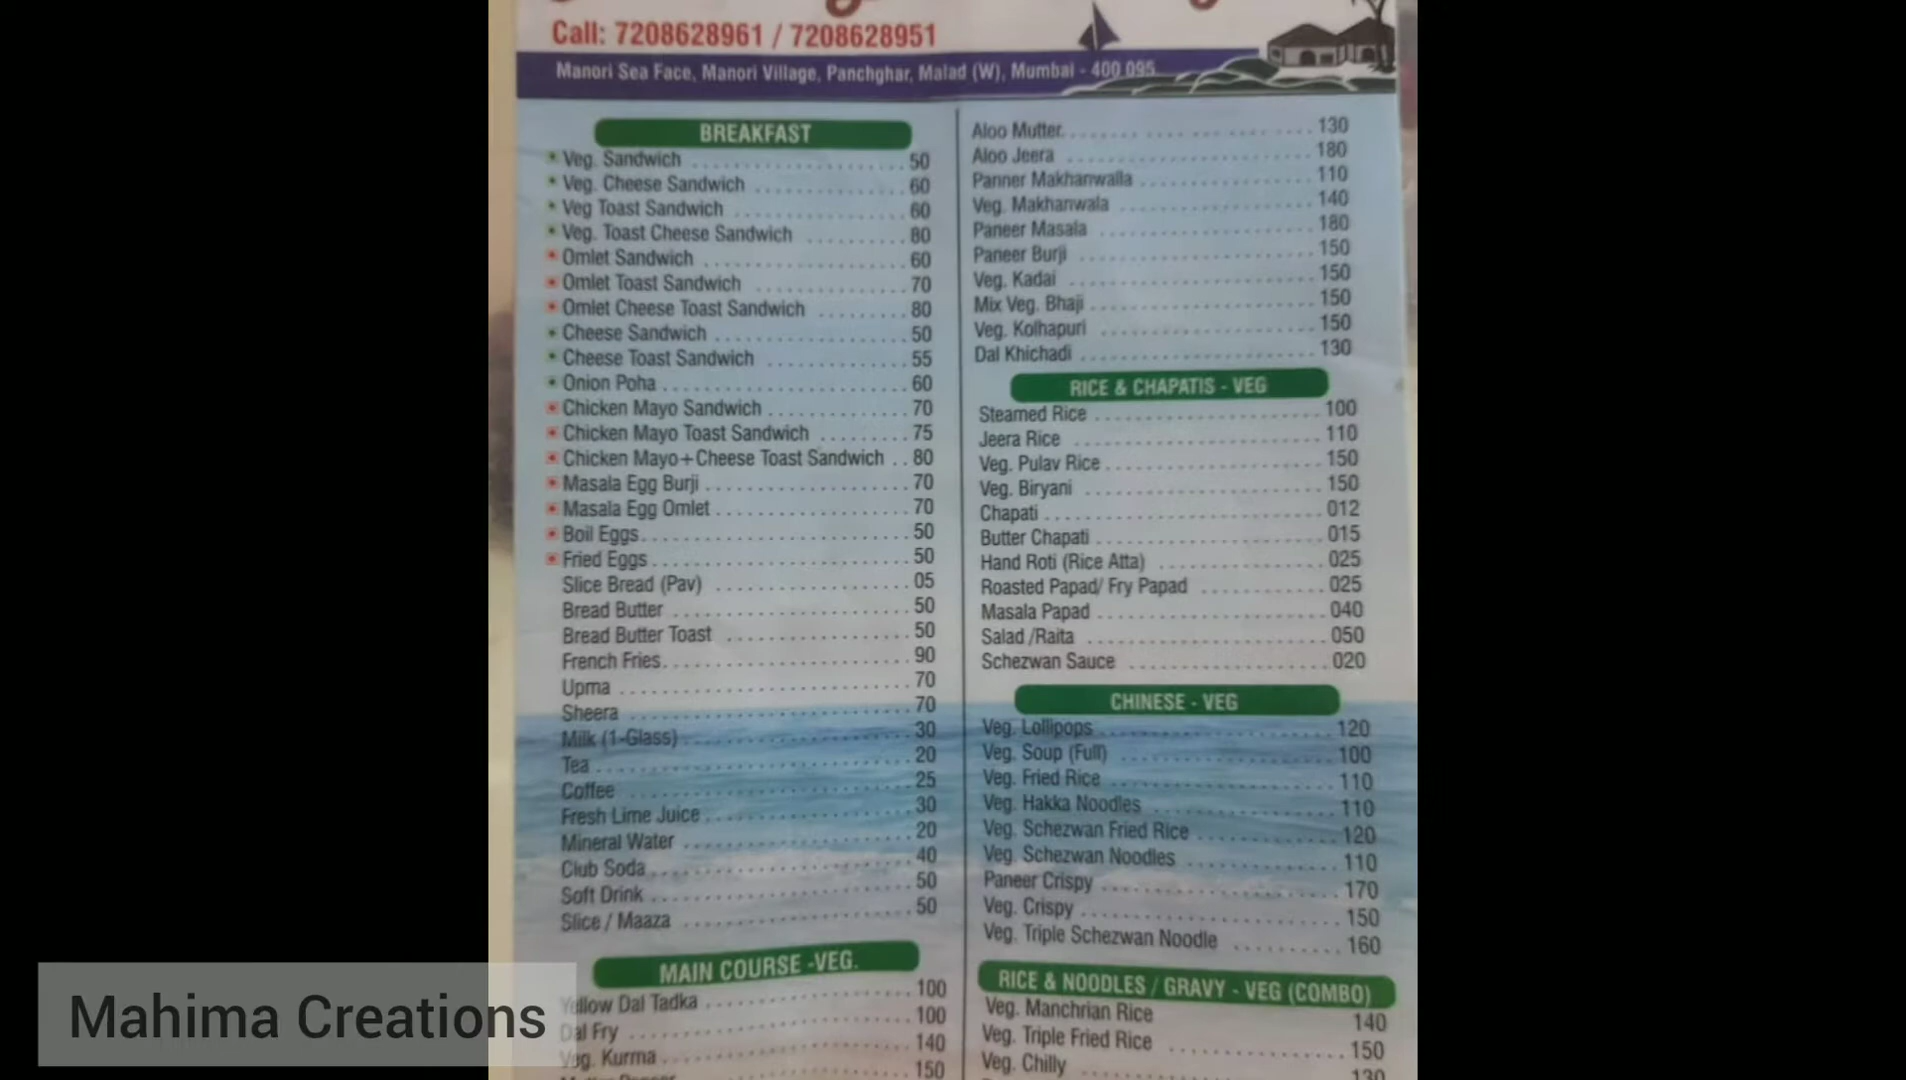 Call: 7208628961 / 7208628951
Manori Sea Face, Manori Village, Panchghar, Malad (W), Mumbai - 400 095
BREAKFAST
Veg. Sandwich 50
Veg. Cheese Sandwich 60
Veg Toast Sandwich 60
Veg. Toast Cheese Sandwich 80
Omlet Sandwich 60
Omlet Toast Sandwich 70
Omlet Cheese Toast Sandwich 80
Cheese Sandwich 50
Cheese Toast Sandwich 55
Onion Poha 60
Chicken Mayo Sandwich 70
Chicken Mayo Toast Sandwich 75
Chicken Mayo+Cheese Toast Sandwich 80
Masala Egg Burji 70
Masala Egg Omlet 70
Boil Eggs 50
Fried Eggs 50
Slice Bread (Pav) 05
Bread Butter 50
Bread Butter Toast 50
French Fries 90
Upma 70
Sheera 70
Milk (1-Glass) 30
Tea 20
Coffee 25
Fresh Lime Juice 30
Mineral Water 20
Club Soda 40
Soft Drink 50
Slice / Maaza 50
MAIN COURSE -VEG.
Yellow Dal Tadka 100
Dal Fry 100
Veg. Kurma 140
150
Aloo Mutter 130
Aloo Jeera 180
Panner Makhanwalla 110
Veg. Makhanwala 140
Paneer Masala 180
Paneer Burji 150
Veg. Kadai 150
Mix Veg. Bhaji 150
Veg. Kolhapuri 150
Dal Khichadi 130
RICE & CHAPATIS - VEG
Steamed Rice 100
Jeera Rice 110
Veg. Pulav Rice 150
Veg. Biryani 150
Chapati 012
Butter Chapati 015
Hand Roti (Rice Atta) 025
Roasted Papad/ Fry Papad 025
Masala Papad 040
Salad /Raita 050
Schezwan Sauce 020
CHINESE - VEG
Veg. Lollipops 120
Veg. Soup (Full) 100
Veg. Fried Rice 110
Veg. Hakka Noodles 110
Veg. Schezwan Fried Rice 120
Veg. Schezwan Noodles 110
Paneer Crispy 170
Veg. Crispy 150
Veg. Triple Schezwan Noodle 160
RICE & NOODLES / GRAVY - VEG (COMBO)
Veg. Manchrian Rice 140
Veg. Triple Fried Rice 150
Veg. Chilly 130
Mahima Creations